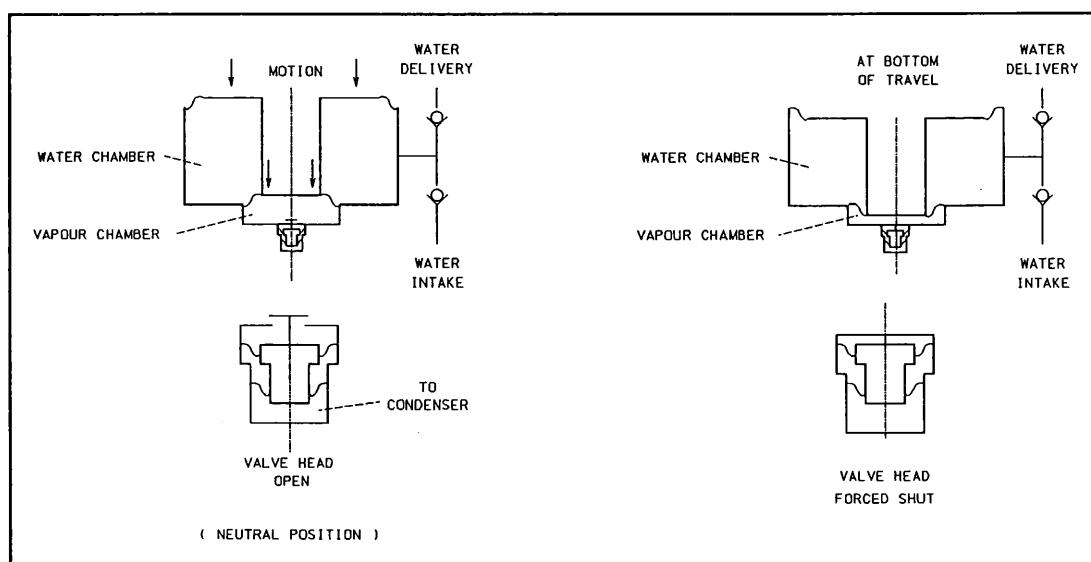 WATER
DELIVERY
MOTION
WATER CHAMBER
VAPOUR CHAMBER
WATER
INTAKE
TO
CONDENSER
VALVE HEAD
OPEN
( NEUTRAL POSITION )
AT BOTTOM
OF TRAVEL
WATER
DELIVERY
WATER CHAMBER
VAPOUR CHAMBER
WATER
INTAKE
VALVE HEAD
FORCED SHUT